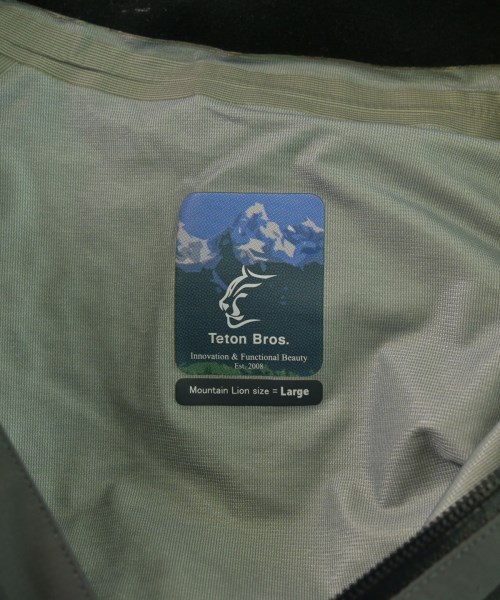 Teton Bros.
Innovation & Functional Beauty
Est. 2008
Mountain Lion size = Large